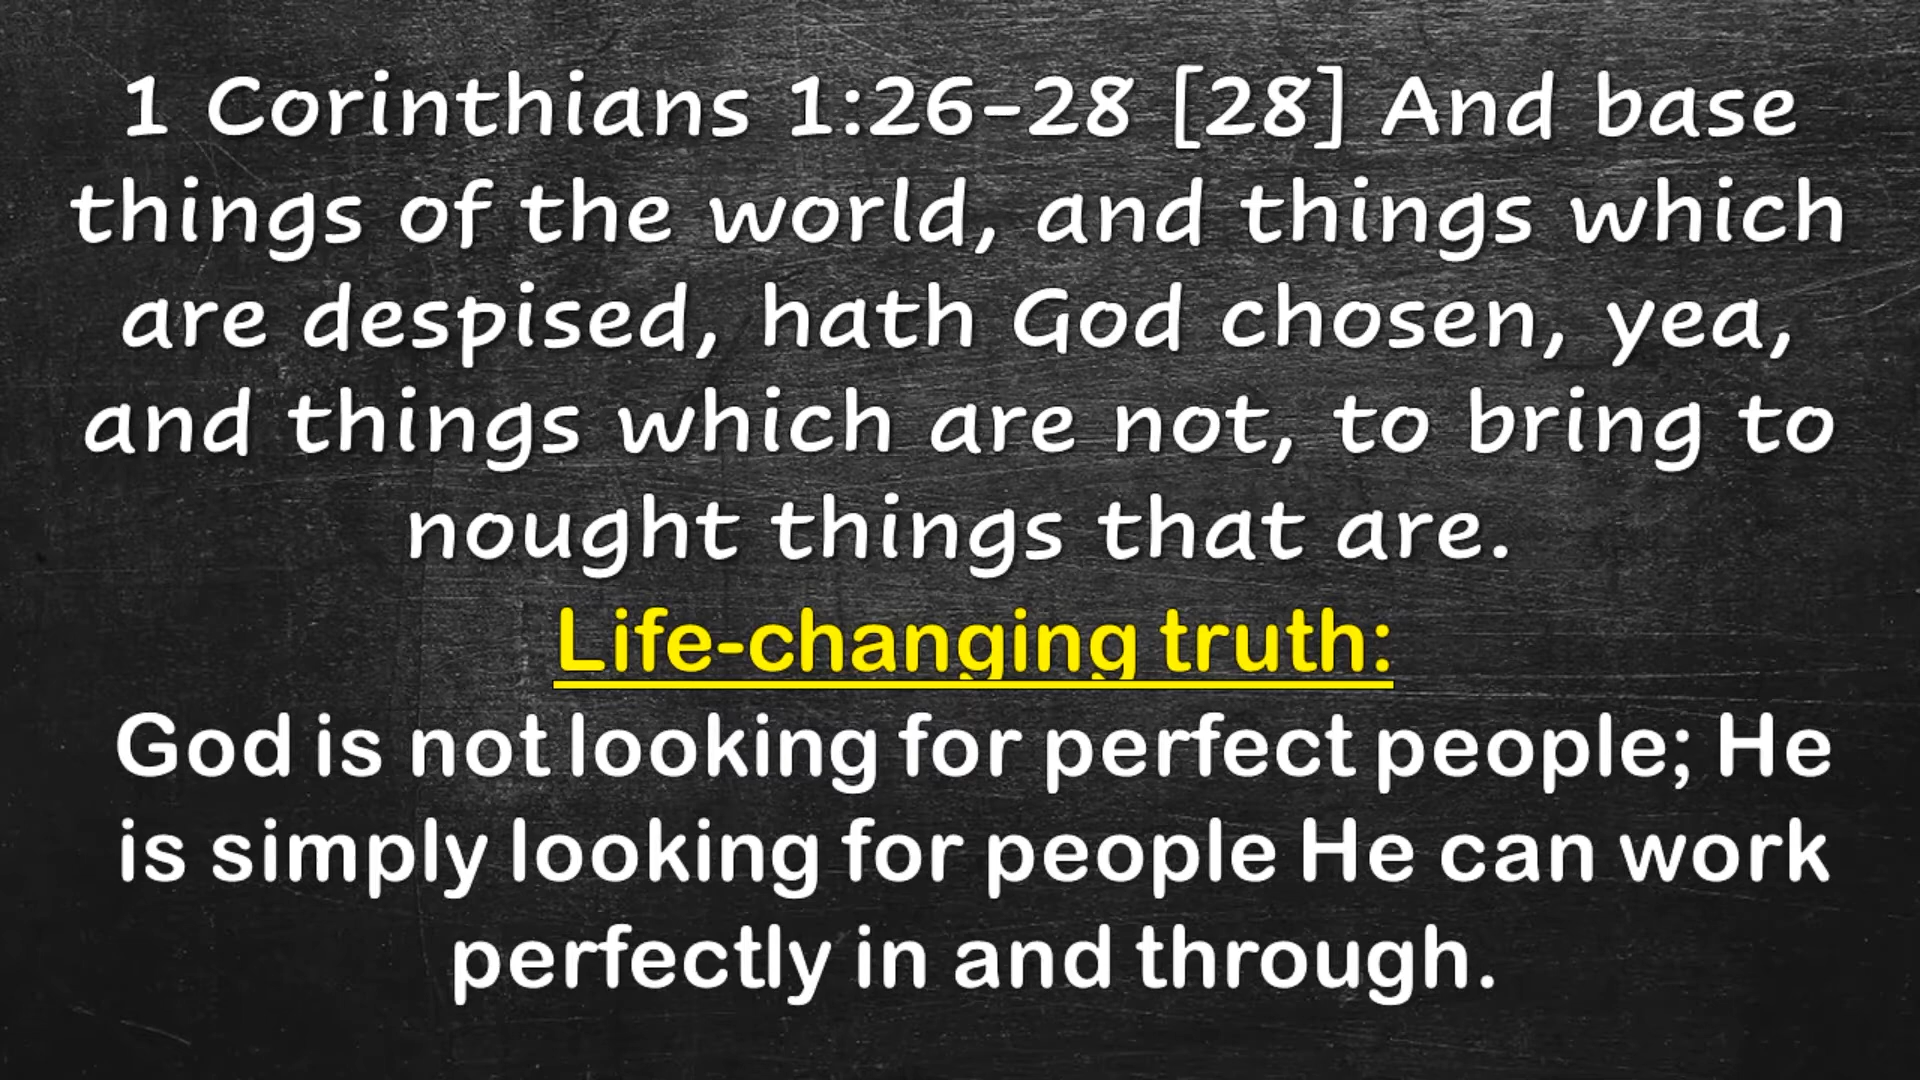 1 Corinthians 1:26–28 [28] And base
things of the world, and things which
are despised, hath God chosen, yea,
and things which are not, to bring to
nought things that are.
Life-changing truth:
God is not looking for perfect people; He
is simply looking for people He can work
perfectly in and through.